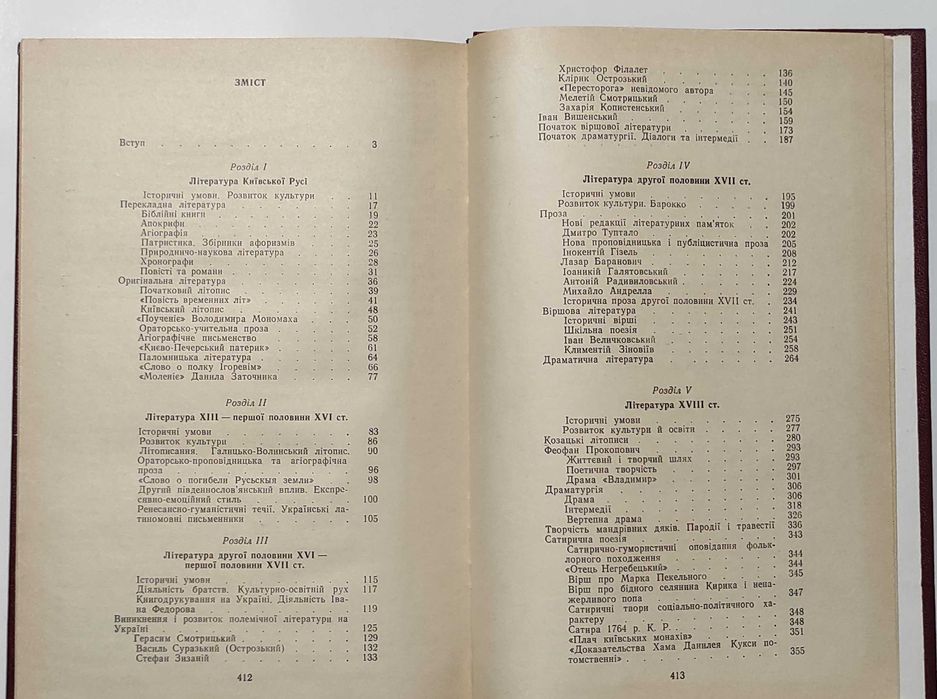 ЗМІСТ
Вступ . . . . . . . . . . . 3
Розділ I
Література Київської Русі
Історичні умови. Розвиток культури . 11
Перекладна література . . . . . . . 17
Біблійні книги . . . . . . . . 19
Апокрифи . . . . . . . . . 22
Агіографія . . . . . . . . . 23
Патристика. Збірники афоризмів . . . 25
Природничо-наукова література . . . . 26
Хронографи . . . . . . . . . 28
Повісті та романи . . . . . . . 31
Оригінальна література . . . . . . . 36
Початковий літопис . . . . . . . 39
«Повість временних літ» . . . . . . 41
Київський літопис . . . . . . . 48
«Поученіє» Володимира Мономаха . . . 50
Ораторсько-учительна проза . . . . . 52
Агіографічне письменство . . . . . 58
«Києво-Печерський патерик» . . . . . 61
Паломницька література . . . . . . 64
«Слово о полку Ігоревім» . . . . . 66
«Моленіє» Данила Заточника . . . . 77
Розділ II
Література XIII — першої половини XVI ст.
Історичні умови . . . . . . . . 83
Розвиток культури . . . . . . . 86
Літописання. Галицько-Волинський літопис. 90
Ораторсько-проповідницька та агіографічна
проза . . . . . . . . . . 96
«Слово о погибели Русьскыя земли» . . 98
Другий південнослов'янський вплив. Експре-
сивно-емоційний стиль . . . . . . 100
Ренесансно-гуманістичні течії. Українські ла-
тиномовні письменники . . . . . . 105
Розділ III
Література другої половини XVI —
першої половини XVII ст.
Історичні умови . . . . . . . . 115
Діяльність братств. Культурно-освітній рух 117
Книгодрукування на Україні. Діяльність Іва-
на Федорова . . . . . . . . 119
Виникнення і розвиток полемічної літератури на
Україні . . . . . . . . . . 125
Герасим Смотрицький . . . . . . 129
Василь Суразький (Острозький) . . . . 132
Стефан Зизаній . . . . . . . . 133
412
Христофор Філалет . . . . . . . 136
Клірик Острозький . . . . . . . 140
«Пересторога» невідомого автора . . . 145
Мелетій Смотрицький . . . . . . 150
Захарія Копистенський . . . . . . 154
Іван Вишенський . . . . . . . . 159
Початок віршової літератури . . . . . 173
Початок драматургії. Діалоги та інтермедії . . 187
Розділ IV
Література другої половини XVII ст.
Історичні умови . . . . . . . . 195
Розвиток культури. Барокко . . . . . 199
Проза . . . . . . . . . . . 201
Нові редакції літературних пам'яток . . 202
Дмитро Туптало . . . . . . . . 202
Нова проповідницька і публіцистична проза 205
Інокентій Гізель . . . . . . . . 208
Лазар Баранович . . . . . . . . 212
Іоаникій Галятовський . . . . . . 217
Антоній Радивиловський . . . . . . 224
Михайло Андрелла . . . . . . . 229
Історична проза другої половини XVII ст. . 234
Віршова література . . . . . . . . 241
Історичні вірші . . . . . . . . 243
Шкільна поезія . . . . . . . . 251
Іван Величковський . . . . . . . 254
Климентій Зіновіїв . . . . . . . 258
Драматична література . . . . . . . 264
Розділ V
Література XVIII ст.
Історичні умови . . . . . . . . 275
Розвиток культури й освіти . . . . . 277
Козацькі літописи . . . . . . . . 280
Феофан Прокопович . . . . . . . . 293
Життєвий і творчий шлях . . . . . 293
Поетична творчість . . . . . . . 297
Драма «Владимир» . . . . . . . 301
Драматургія . . . . . . . . . . 306
Драма . . . . . . . . . . 306
Інтермедії . . . . . . . . . 318
Вертепна драма . . . . . . . . 326
Творчість мандрівних дяків. Пародії і травестії 336
Сатирична поезія . . . . . . . . 343
Сатирично-гумористичні оповідання фольк-
лорного походження . . . . . . . 344
«Отець Негребецький» . . . . . . 344
Вірш про Марка Пекельного . . . . . 345
Вірш про бідного селянина Кирика і нена-
жерливого попа . . . . . . . . 347
Сатиричні твори соціально-політичного ха-
рактеру . . . . . . . . . . 348
Сатира 1764 р. К. Р. . . . . . . . 348
«Плач київських монахів» . . . . . 351
«Доказательства Хама Данилея Кукси по-
томственні» . . . . . . . . . 355
413